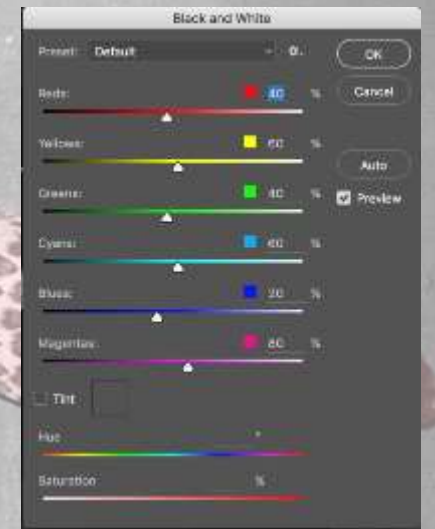 Black and White
Preset: Default
OK
Reds: 40 %
Cancel
Yellows: 60 %
Auto
Greens: 40 %
Preview
Cyans: 60 %
Blues: 20 %
Magentas: 80 %
Tint
Hue °
Saturation %